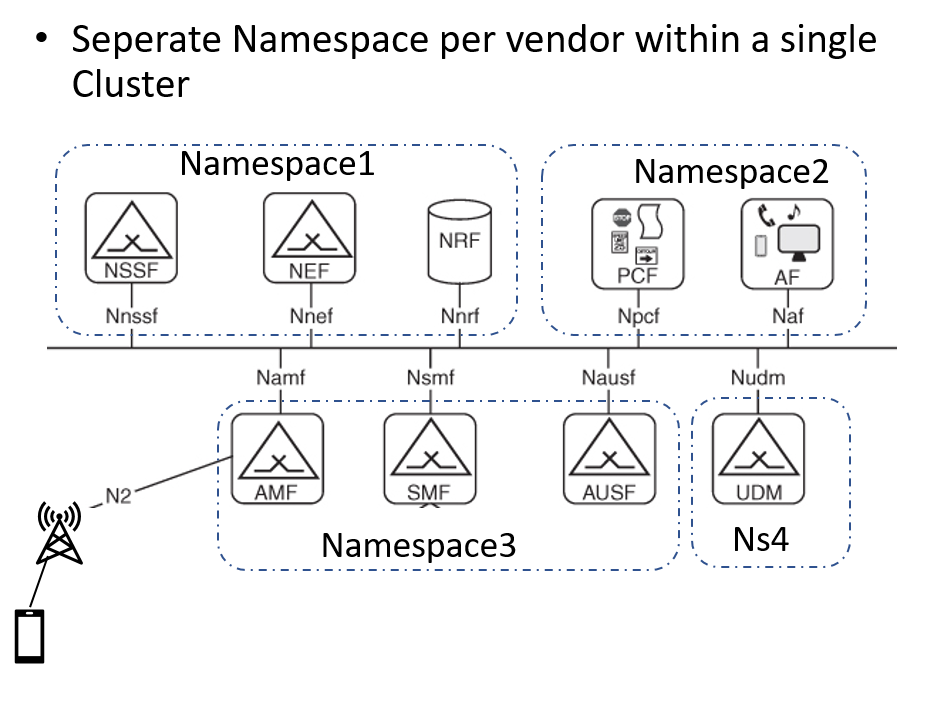 • Seperate Namespace per vendor within a single
Cluster
Namespace1
Namespace2
NSSF
NEF
NRF
STOP
PCF
AF
Nnssf
Nnef
Nnrf
Npcf
Naf
Namf
Nsmf
Nausf
Nudm
AMF
SMF
AUSF
UDM
N2
Namespace3
Ns4